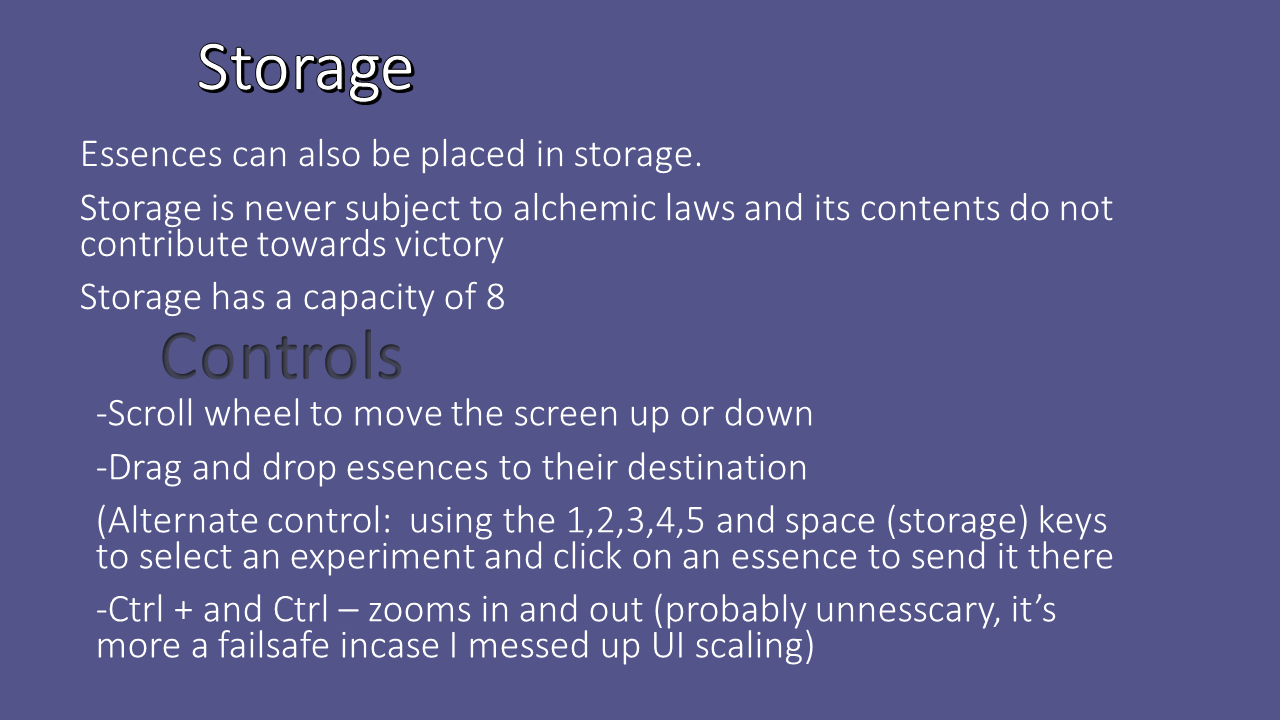 Storage
Essences can also be placed in storage.
Storage is never subject to alchemic laws and its contents do not
contribute towards victory
Storage has a capacity of 8
Controls
-Scroll wheel to move the screen up or down
-Drag and drop essences to their destination
(Alternate control:  using the 1,2,3,4,5 and space (storage) keys
to select an experiment and click on an essence to send it there
-Ctrl + and Ctrl – zooms in and out (probably unnesscary, it’s
more a failsafe incase I messed up UI scaling)